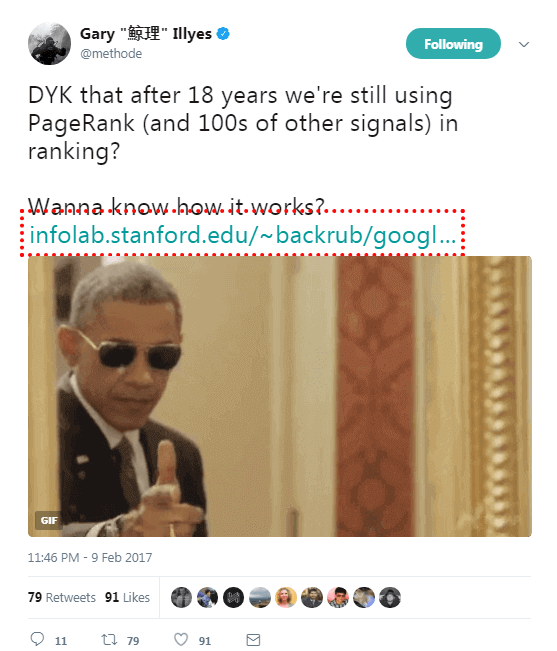 Gary "鯨理" Illyes
@methode
Following
DYK that after 18 years we're still using
PageRank (and 100s of other signals) in
ranking?
Wanna know how it works?
infolab.stanford.edu/~backrub/googl...
GIF
11:46 PM - 9 Feb 2017
79 Retweets 91 Likes
11 79 91